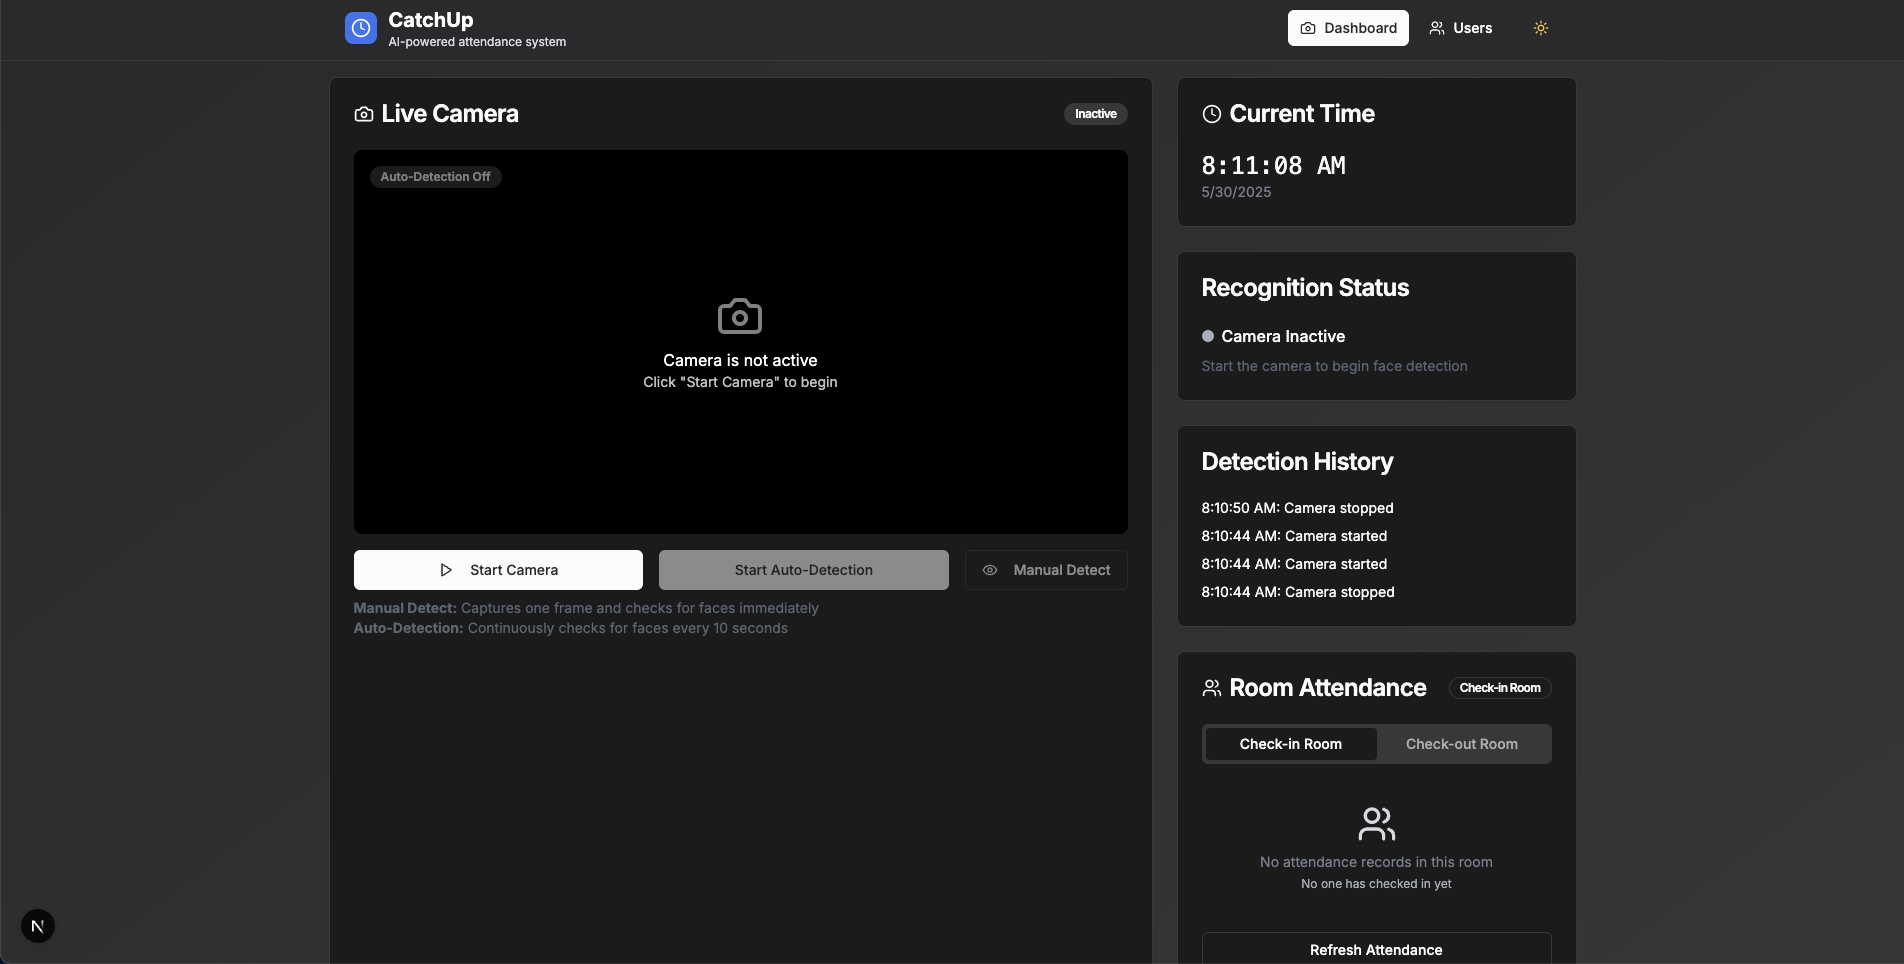 CatchUp
AI-powered attendance system
Dashboard
Users
Live Camera
Inactive
Auto-Detection Off
Camera is not active
Click "Start Camera" to begin
Start Camera
Start Auto-Detection
Manual Detect
Manual Detect: Captures one frame and checks for faces immediately
Auto-Detection: Continuously checks for faces every 10 seconds
Current Time
8:11:08 AM
5/30/2025
Recognition Status
Camera Inactive
Start the camera to begin face detection
Detection History
8:10:50 AM: Camera stopped
8:10:44 AM: Camera started
8:10:44 AM: Camera started
8:10:44 AM: Camera stopped
Room Attendance
Check-in Room
Check-in Room
Check-out Room
No attendance records in this room
No one has checked in yet
Refresh Attendance
N